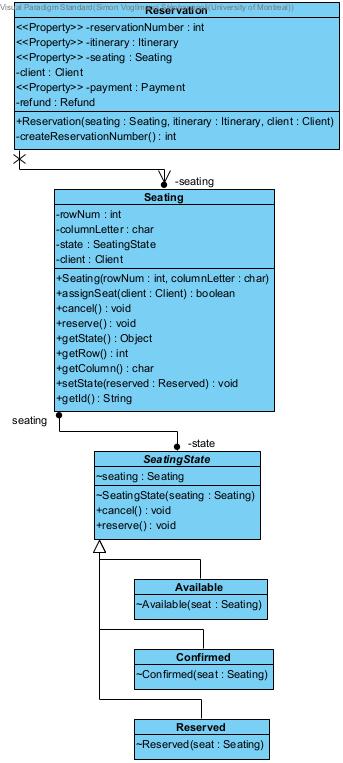 Visual Paradigm Standard(Simon Voglimacci (University of Montreal))
Reservation
<<Property>> -reservationNumber : int
<<Property>> -itinerary : Itinerary
<<Property>> -seating : Seating
-client : Client
<<Property>> -payment : Payment
-refund : Refund
+Reservation(seating : Seating, itinerary : Itinerary, client : Client)
-createReservationNumber() : int
-seating
Seating
-rowNum : int
-columnLetter : char
-state : SeatingState
-client : Client
+Seating(rowNum : int, columnLetter : char)
+assignSeat(client : Client) : boolean
+cancel() : void
+reserve() : void
+getState() : Object
+getRow() : int
+getColumn() : char
+setState(reserved : Reserved) : void
+getId() : String
seating
-state
SeatingState
~seating : Seating
~SeatingState(seating : Seating)
+cancel() : void
+reserve() : void
Available
~Available(seat : Seating)
Confirmed
~Confirmed(seat : Seating)
Reserved
~Reserved(seat : Seating)